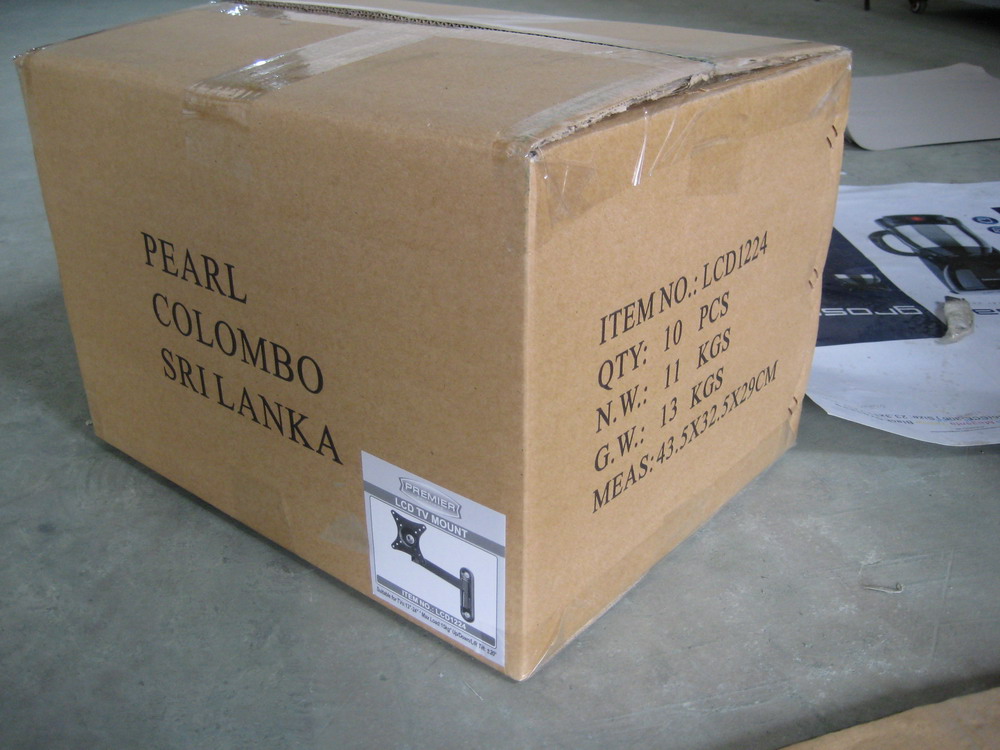 PEARL
COLOMBO
SRI LANKA
ITEM NO.: LCD1224
QTY: 10 PCS
N.W.: 11 KGS
G.W.: 13 KGS
MEAS: 43.5X32.5X29CM
PREMIER
LCD TV MOUNT
ITEM NO.: LCD1224